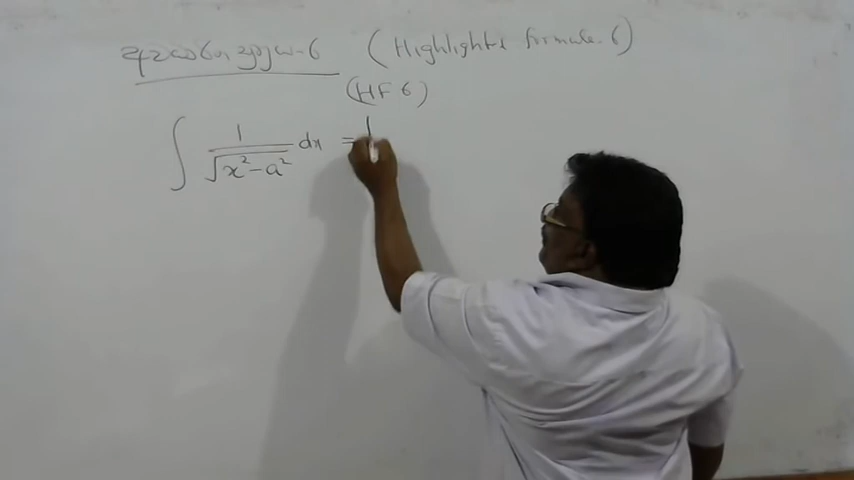 (Highlights formula-6)
(HF 6)
∫ 1/√(x²-a²) dx =